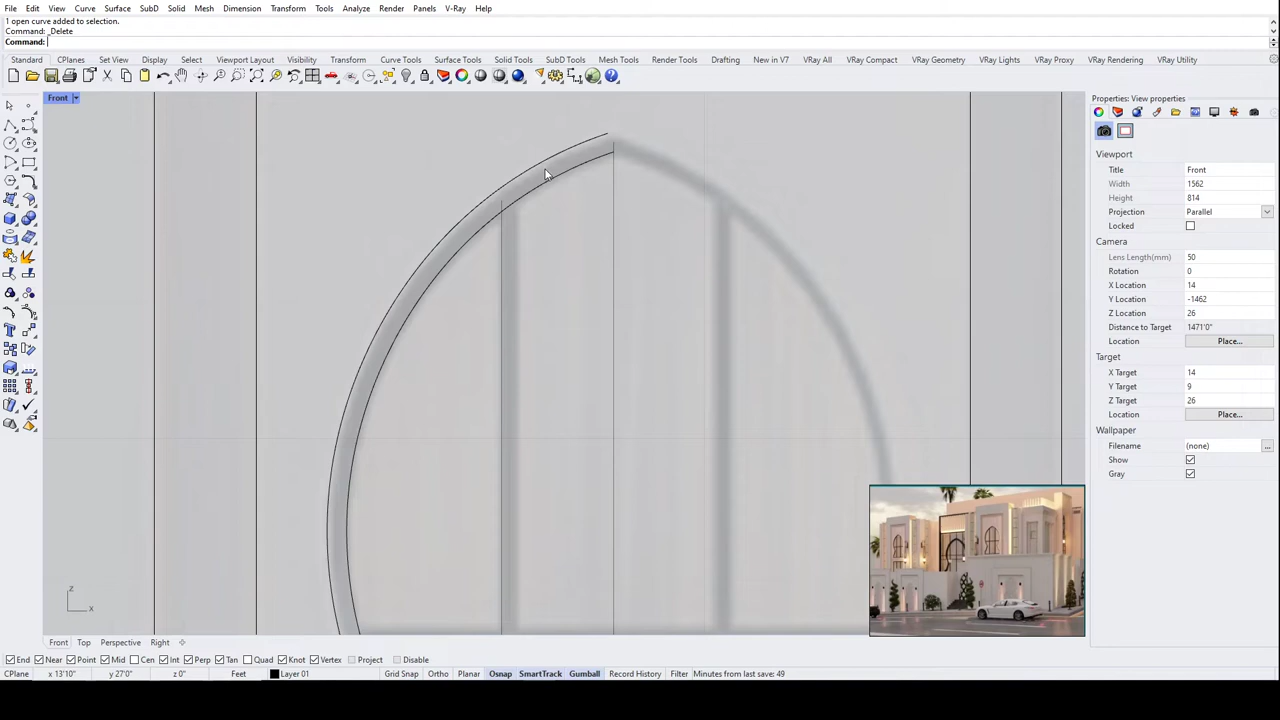 File Edit View Curve Surface SubD Solid Mesh Dimension Transform Tools Analyze Render Panels V-Ray Help
1 open curve added to selection.
Command: _Delete
Command:
Standard CPlanes Set View Display Select Viewport Layout Visibility Transform Curve Tools Surface Tools Solid Tools SubD Tools Mesh Tools Render Tools Drafting New in V7 VRay All VRay Compact VRay Geometry VRay Lights VRay Proxy VRay Rendering VRay Utility
Front
Properties: View properties
Viewport
Title Front
Width 1562
Height 814
Projection Parallel
Locked
Camera
Lens Length(mm) 50
Rotation 0
X Location 14
Y Location -1462
Z Location 26
Distance to Target 1471'0"
Location Place...
Target
X Target 14
Y Target 9
Z Target 26
Location Place...
Wallpaper
Filename (none) ...
Show
Gray
z
x
Front Top Perspective Right
End Near Point Mid Cen Int Perp Tan Quad Knot Vertex Project Disable
CPlane x 13'10" y 27'0" z 0" Feet Layer 01 Grid Snap Ortho Planar Osnap SmartTrack Gumball Record History Filter Minutes from last save: 49